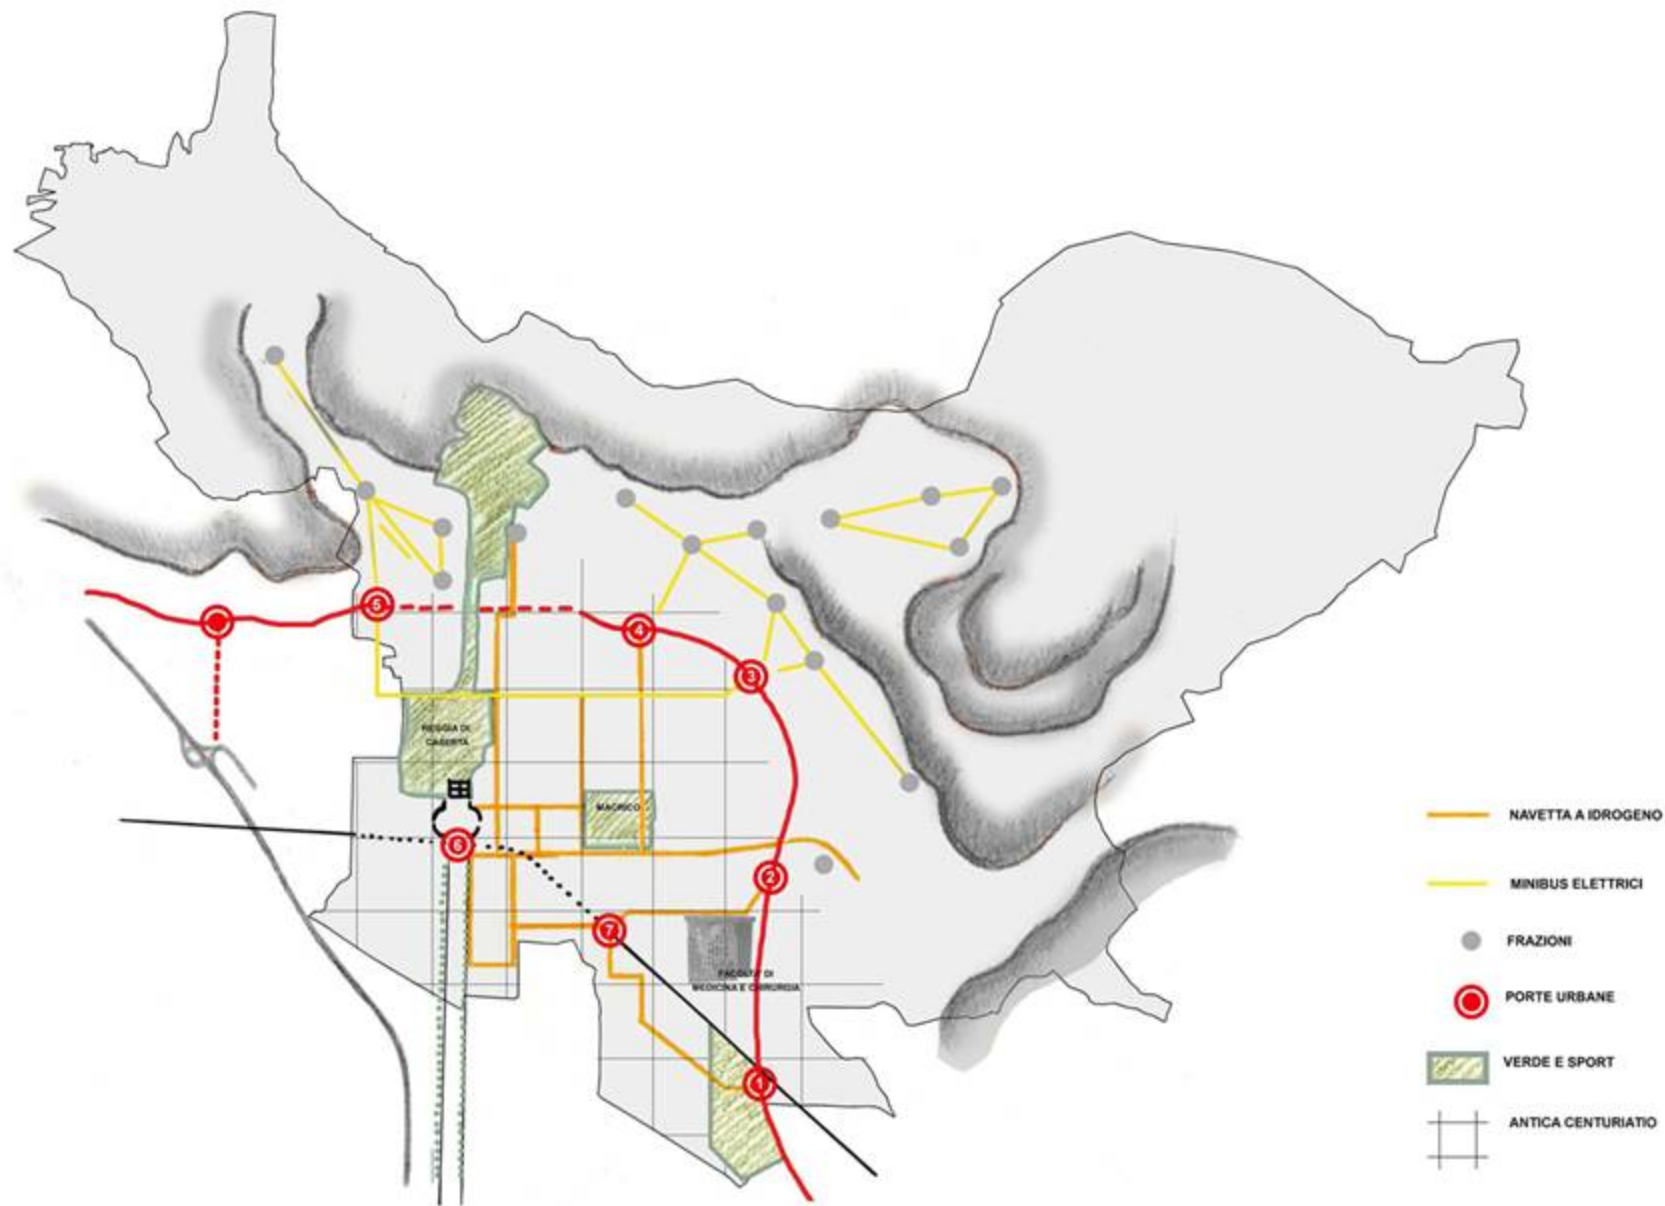 5
4
3
REGGIA DI
CASERTA
MACRICO
6
2
7
FACOLTA' DI
MEDICINA E CHIRURGIA
1
NAVETTA A IDROGENO
MINIBUS ELETTRICI
FRAZIONI
PORTE URBANE
VERDE E SPORT
ANTICA CENTURIATIO